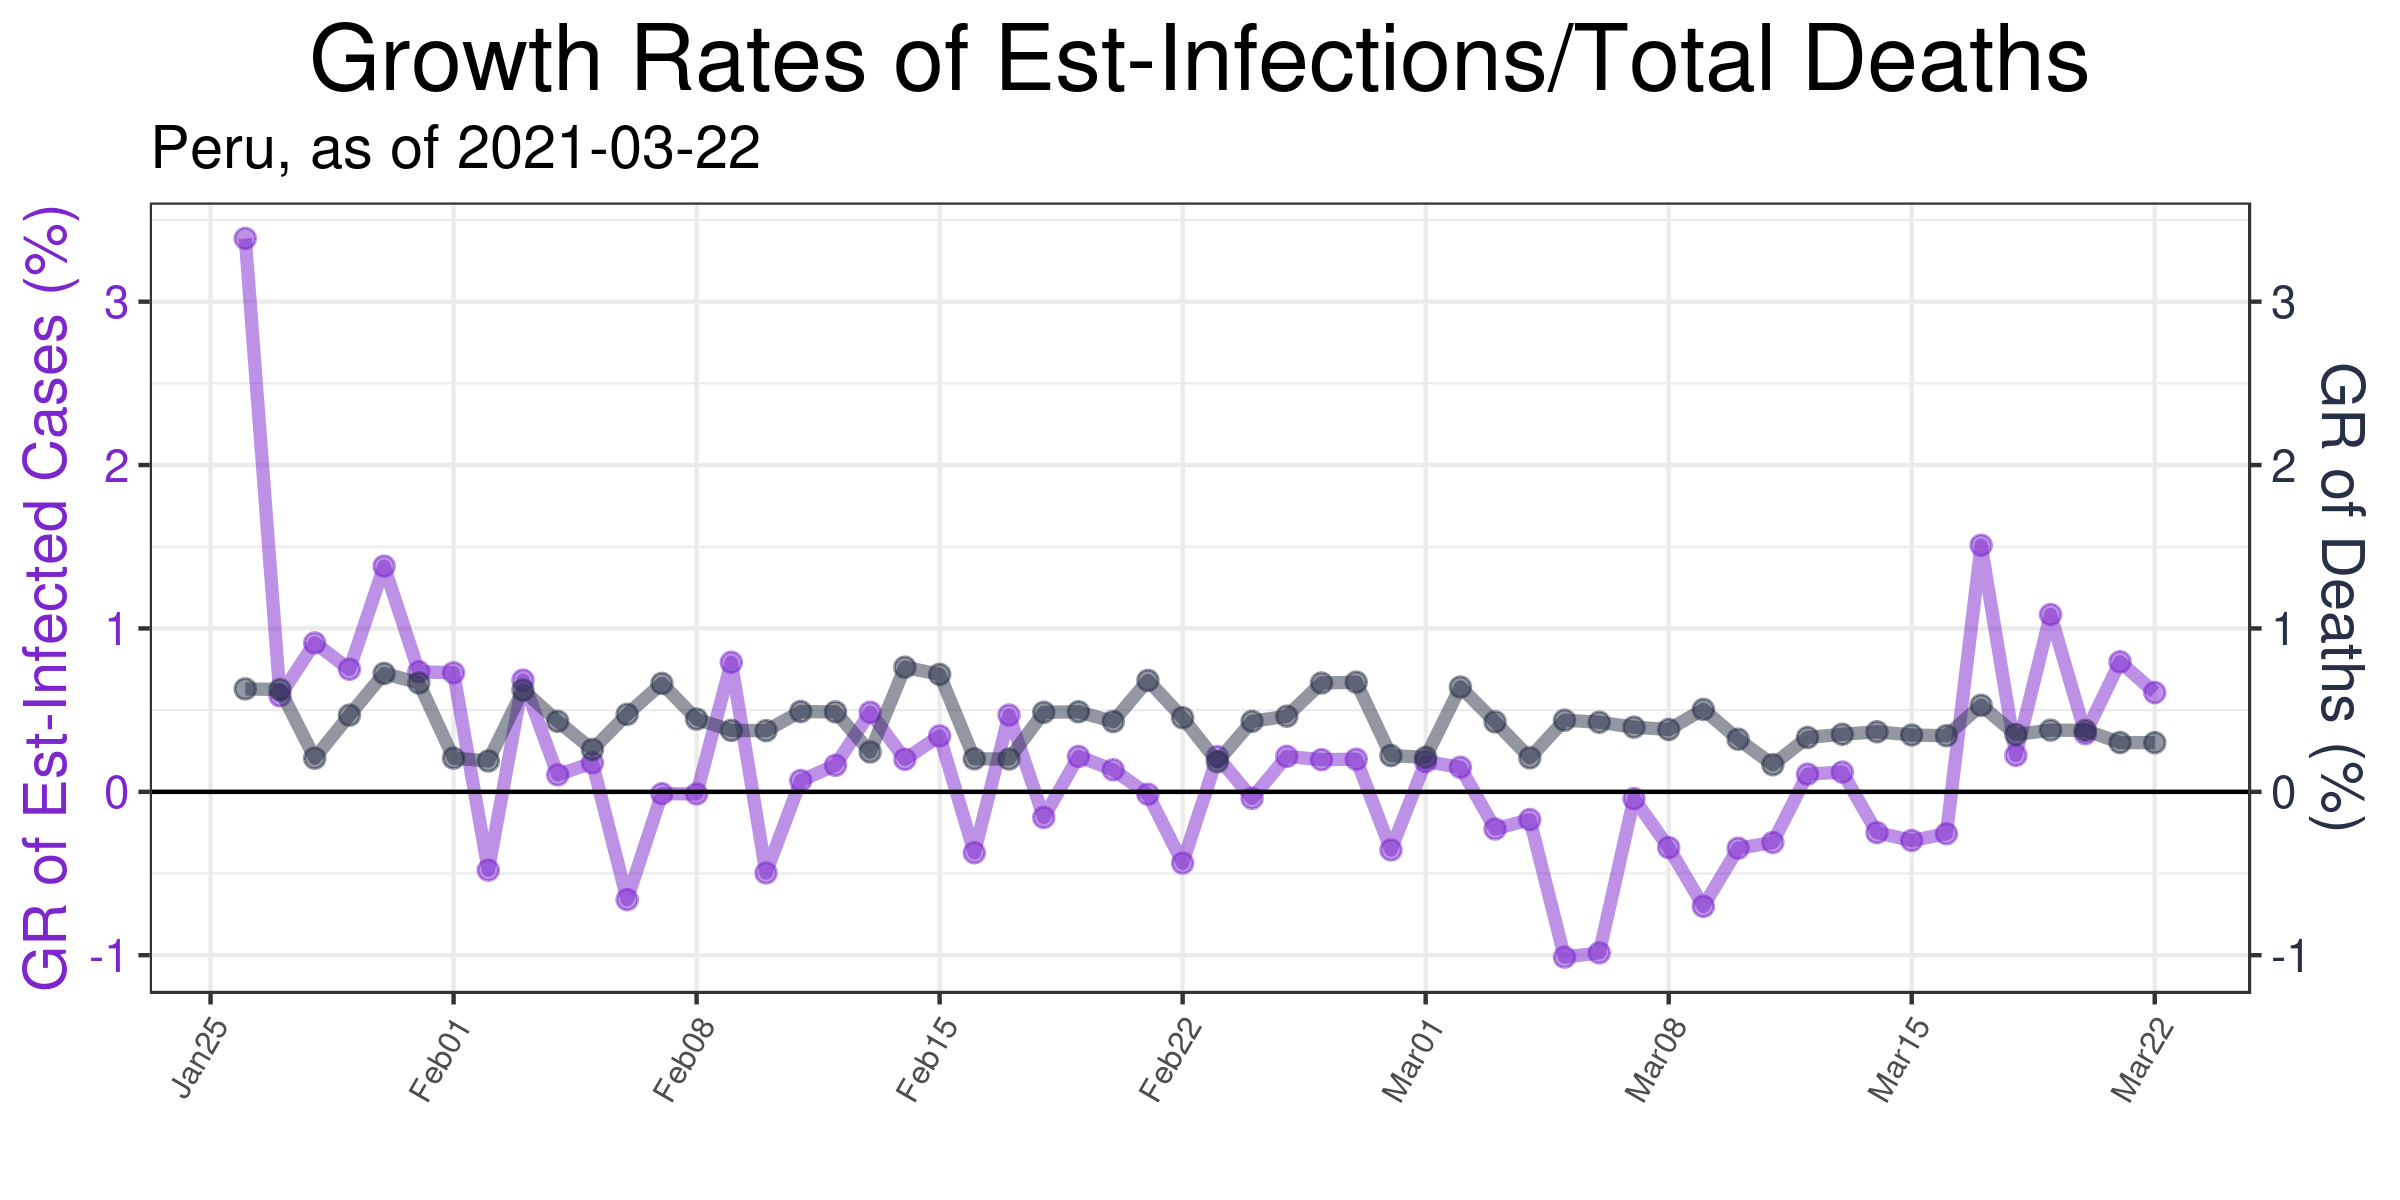 Growth Rates of Est-Infections/Total Deaths
Peru, as of 2021-03-22
GR of Est-Infected Cases (%)
3
2
1
0
-1
3
2
1
0
-1
GR of Deaths (%)
Jan25
Feb01
Feb08
Feb15
Feb22
Mar01
Mar08
Mar15
Mar22